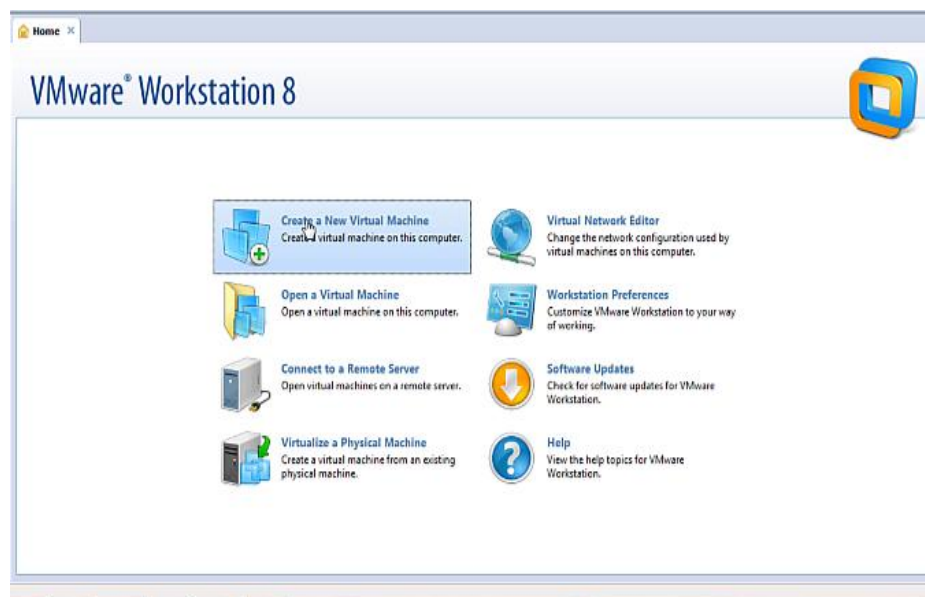 Home
VMware® Workstation 8
Create a New Virtual Machine
Create a virtual machine on this computer.
Open a Virtual Machine
Open a virtual machine on this computer.
Connect to a Remote Server
Open virtual machines on a remote server.
Virtualize a Physical Machine
Create a virtual machine from an existing
physical machine.
Virtual Network Editor
Change the network configuration used by
virtual machines on this computer.
Workstation Preferences
Customize VMware Workstation to your way
of working.
Software Updates
Check for software updates for VMware
Workstation.
Help
View the help topics for VMware
Workstation.